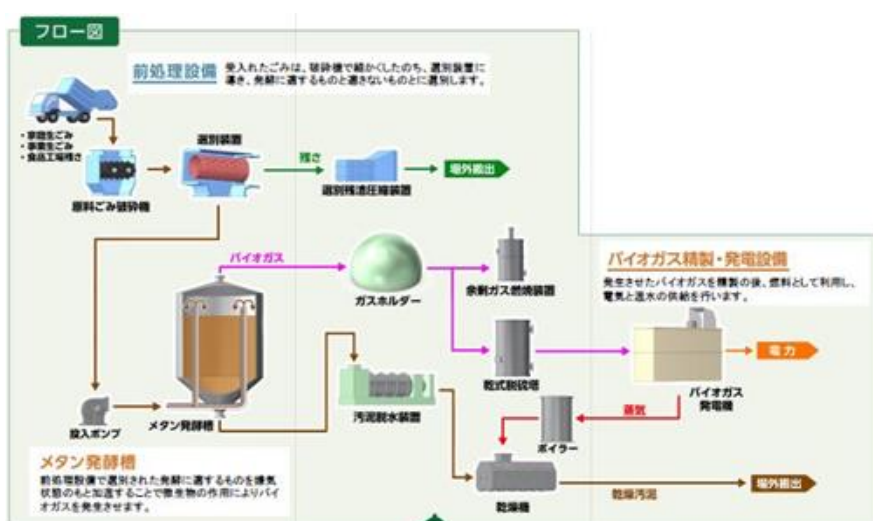 フロー図
前処理設備
受入れたごみは、破砕機で細かくしたのち、選別装置に
導き、発酵に適するものと適さないものとに選別します。
・家庭生ごみ
・事業生ごみ
・食品工場残さ
原料ごみ破砕機
選別装置
残さ
選別残渣圧縮装置
場外搬出
バイオガス
ガスホルダー
余剰ガス燃焼装置
バイオガス精製・発電設備
発生させたバイオガスを精製の後、燃料として利用し、
電気と温水の供給を行います。
乾式脱硫塔
電力
バイオガス
発電機
投入ポンプ
メタン発酵槽
汚泥脱水装置
蒸気
ボイラー
メタン発酵槽
前処理設備で選別された発酵に適するものを嫌気
状態のもと加温することで微生物の作用によりバイ
オガスを発生させます。
乾燥機
乾燥汚泥
場外搬出